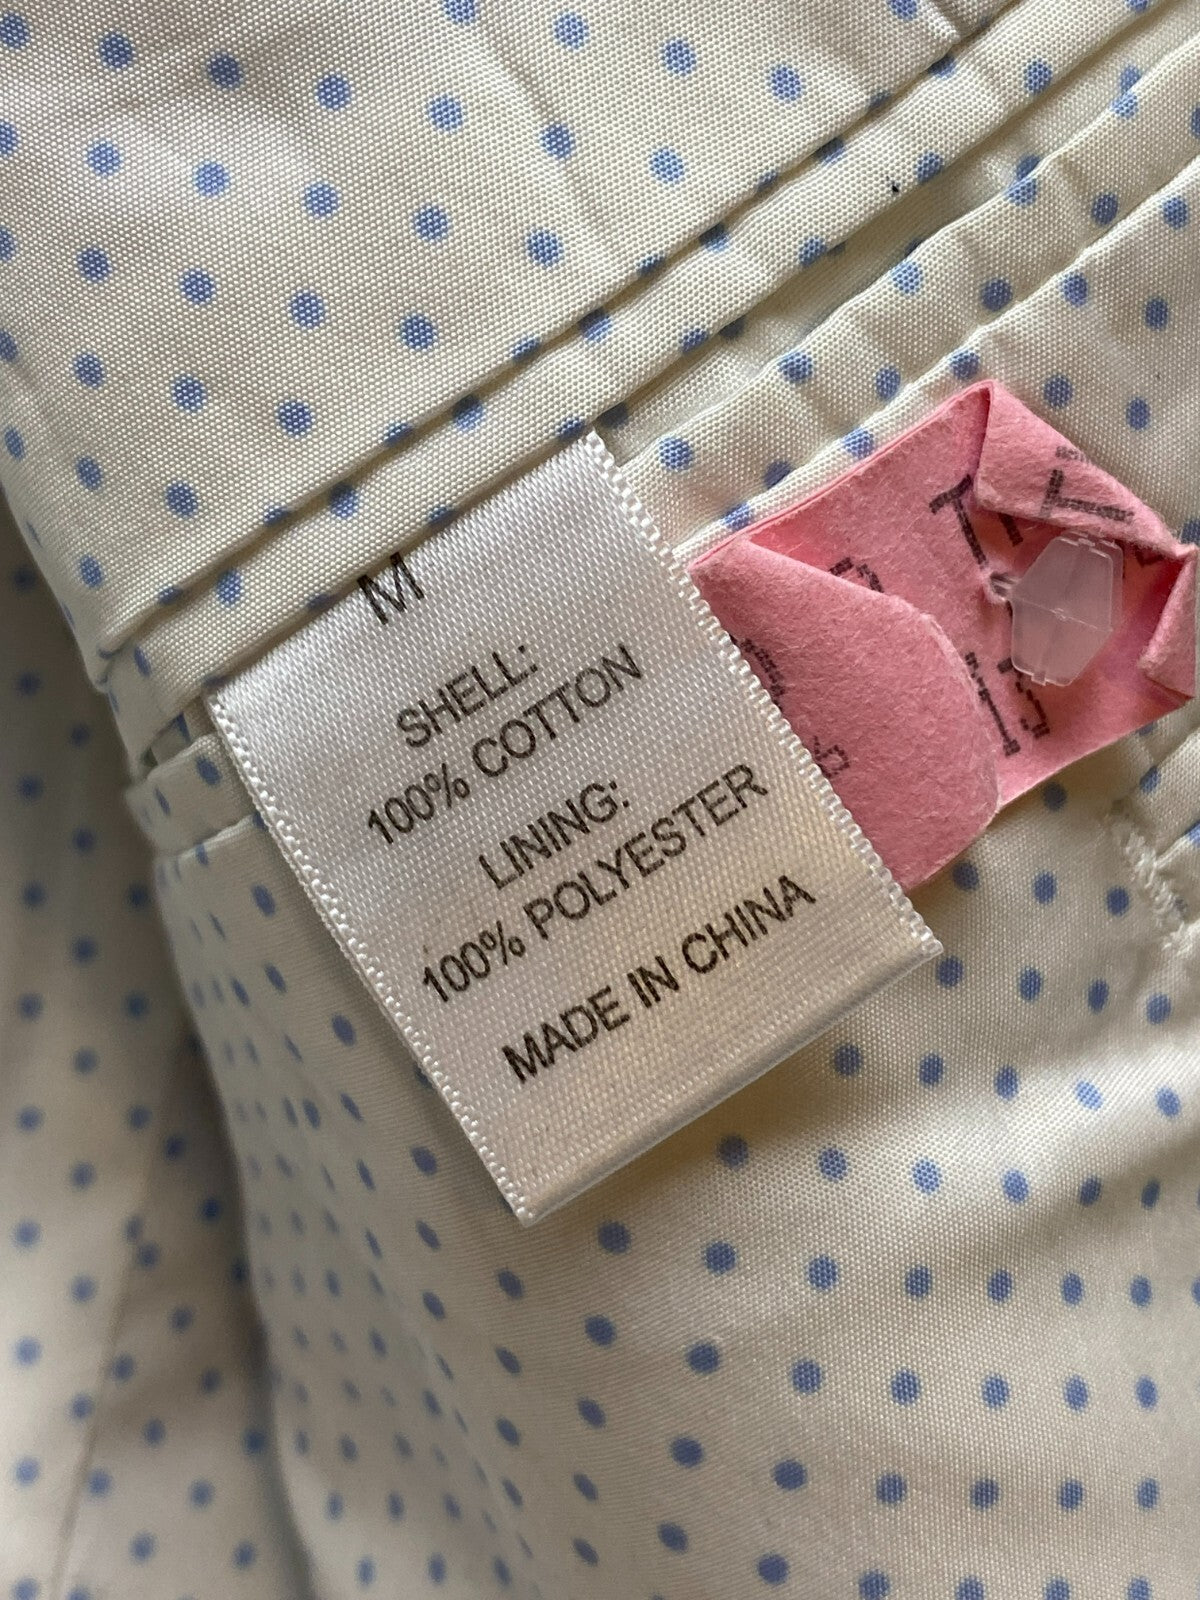 M
SHELL:
100% COTTON
LINING:
100% POLYESTER
MADE IN CHINA